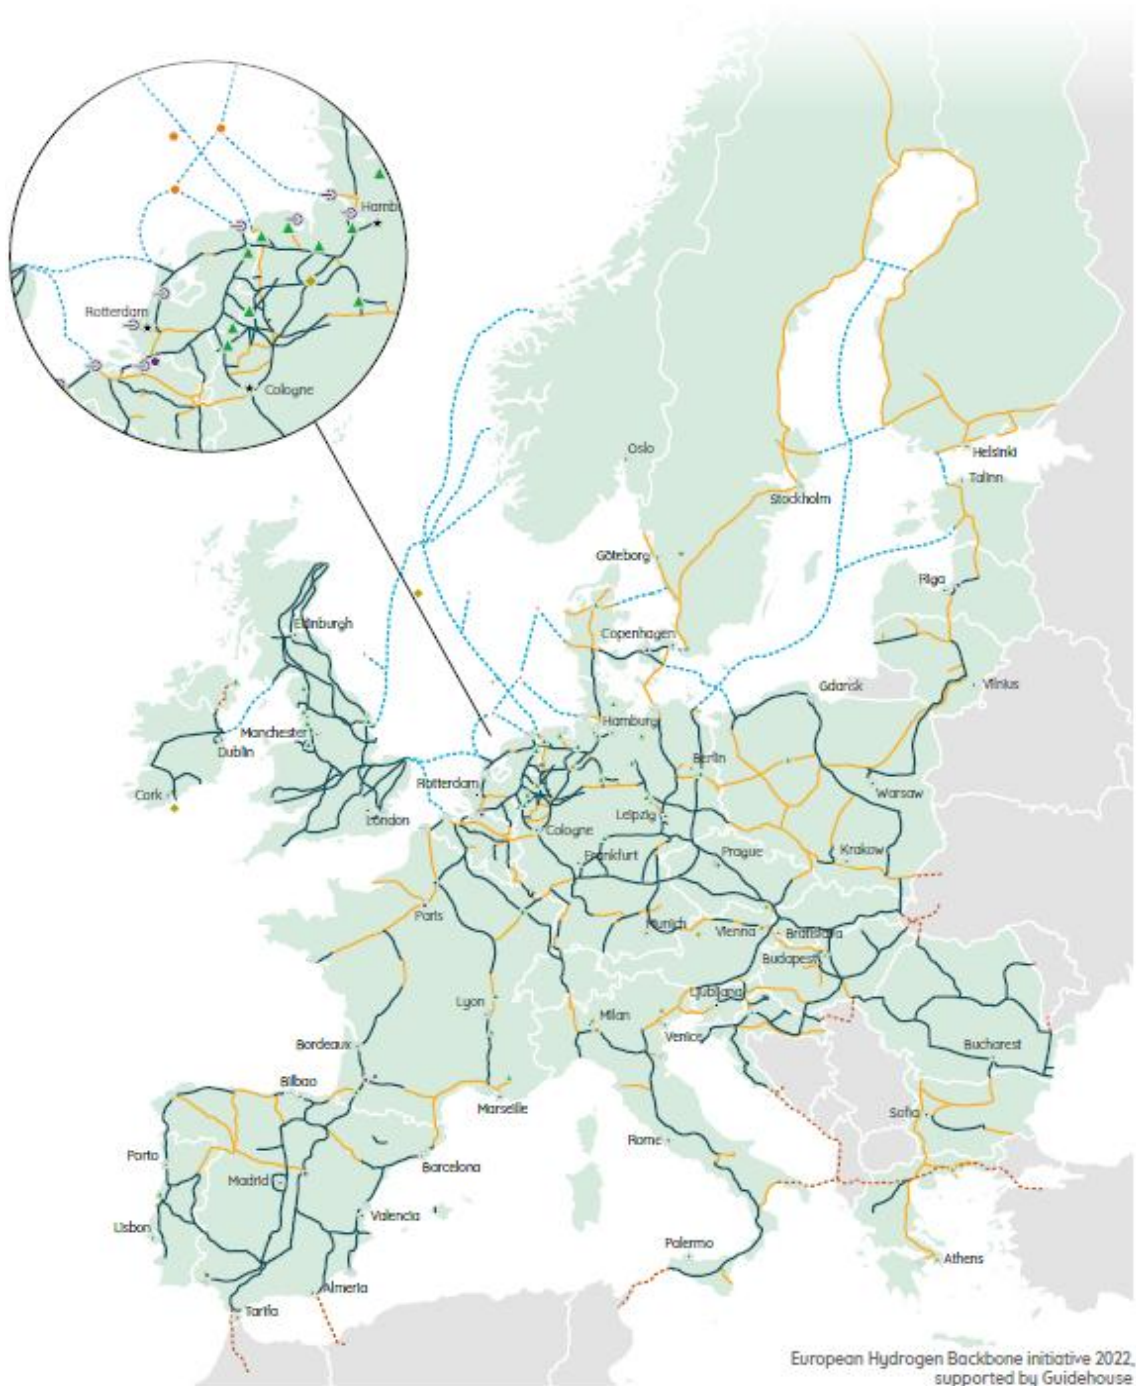 Hamb
Rotterdam
Cologne
Oslo
Helsinki
Talinn
Stockholm
Göteborg
Riga
Edinburgh
Copenhagen
Vilnius
Gdansk
Hamburg
Manchester
Dublin
Berlin
Rotterdam
Warsaw
Cork
London
Leipzig
Cologne
Frankfurt
Prague
Krakow
Paris
Munich
Vienna
Bratislava
Budapest
Ljubljana
Lyon
Milan
Venice
Bordeaux
Bucharest
Bilbao
Marseille
Sofia
Rome
Porto
Barcelona
Madrid
Valencia
Lisbon
Palermo
Athens
Almeria
Tarifa
European Hydrogen Backbone initiative 2022,
supported by Guidehouse